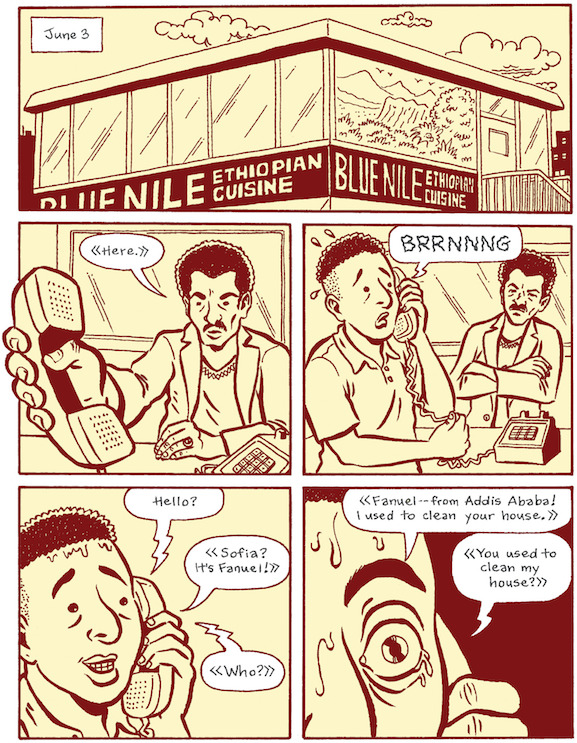 June 3
BLUE NILE ETHIOPIAN
CUISINE
BLUE NILE ETHIOPIAN
CUISINE
《Here.》
BRRNNNG
Hello?
《Sofia?
It's Fanuel!》
《Who?》
《Fanuel--from Addis Ababa!
I used to clean your house.》
《You used to
clean my
house?》